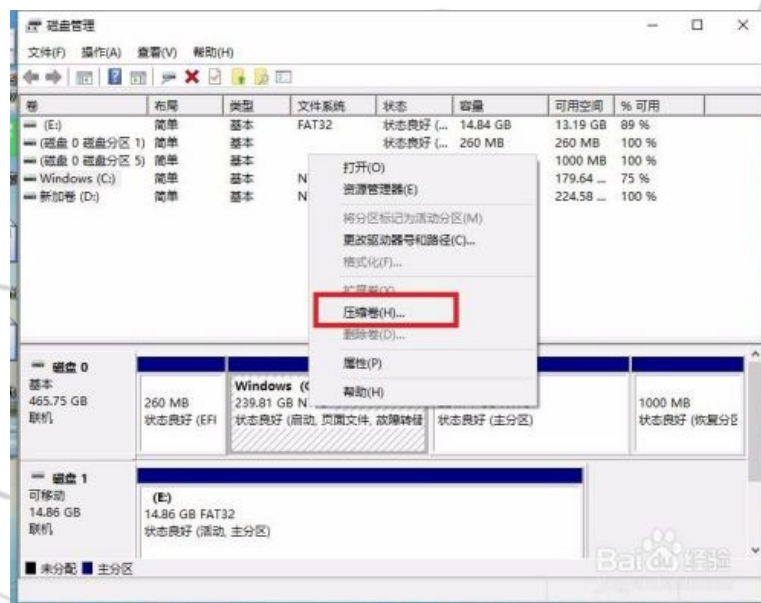 磁盘管理
文件(F) 操作(A) 查看(V) 帮助(H)
卷 布局 类型 文件系统 状态 容量 可用空间 % 可用
(E:) 简单 基本 FAT32 状态良好 (... 14.84 GB 13.19 GB 89 %
(磁盘 0 磁盘分区 1) 简单 基本 状态良好 (... 260 MB 260 MB 100 %
(磁盘 0 磁盘分区 5) 简单 基本 1000 MB 100 %
Windows (C:) 简单 基本 N 179.64 ... 75 %
新加卷 (D:) 简单 基本 N 224.58 ... 100 %
打开(O)
资源管理器(E)
将分区标记为活动分区(M)
更改驱动器号和路径(C)...
格式化(F)...
扩展卷(X)...
压缩卷(H)...
删除卷(D)...
属性(P)
帮助(H)
磁盘 0
基本
465.75 GB
联机
260 MB
状态良好 (EFI
Windows (C
239.81 GB N
状态良好 (启动, 页面文件, 故障转储
状态良好 (主分区)
1000 MB
状态良好 (恢复分区
磁盘 1
可移动
14.86 GB
联机
(E:)
14.86 GB FAT32
状态良好 (活动, 主分区)
未分配 主分区
Baidu经验